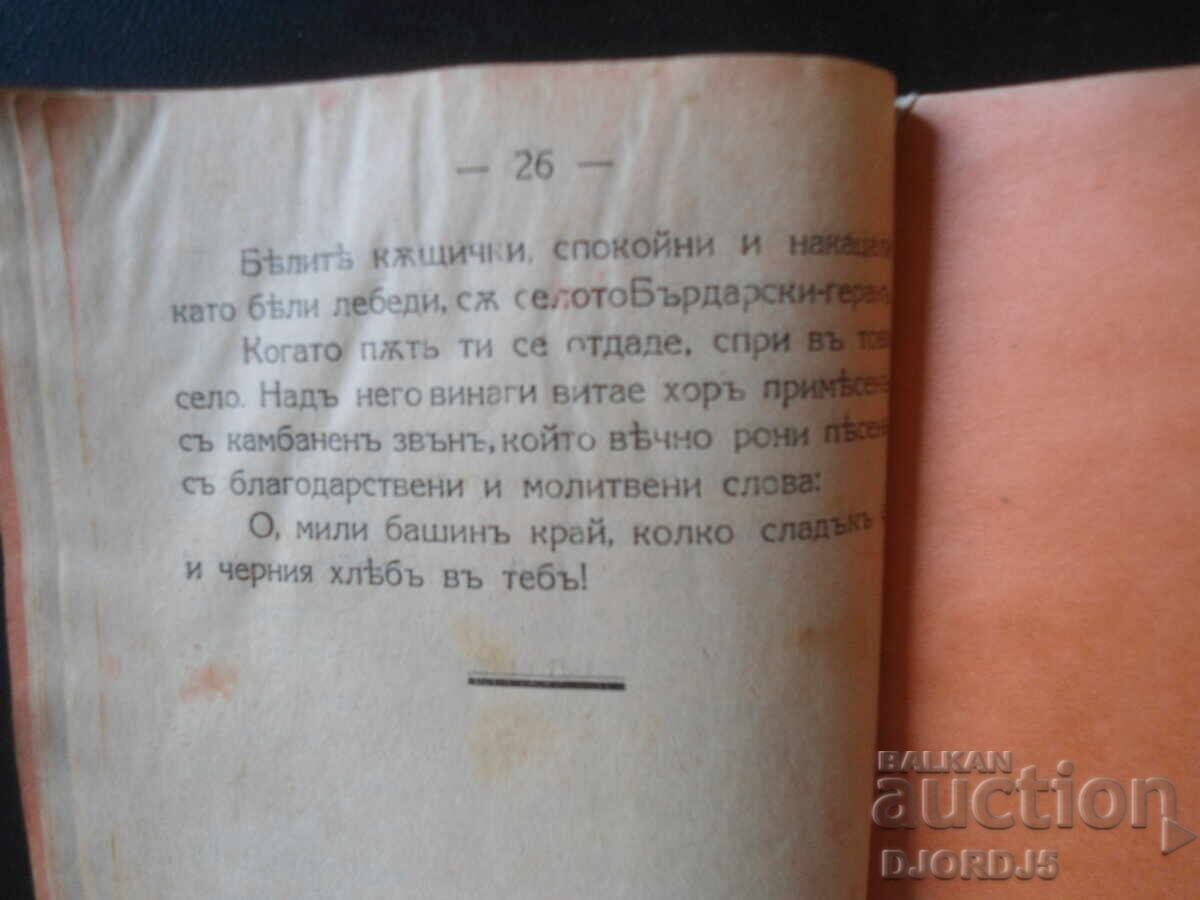 — 26 —
Бѣлитѣ кѫщички, спокойни и
като бѣли лебеди, сѫ селото Бърдарски-геран
Когато пѫть ти се отдаде, спри въ
село. Надъ него винаги витае хоръ
съ камбаненъ звънъ, който вѣчно рони
съ благодарствени и молитвени слова:
О, мили башинъ край, колко сладъкъ
и черния хлѣбъ въ тебъ!
BALKAN
auction
DJORDJ5